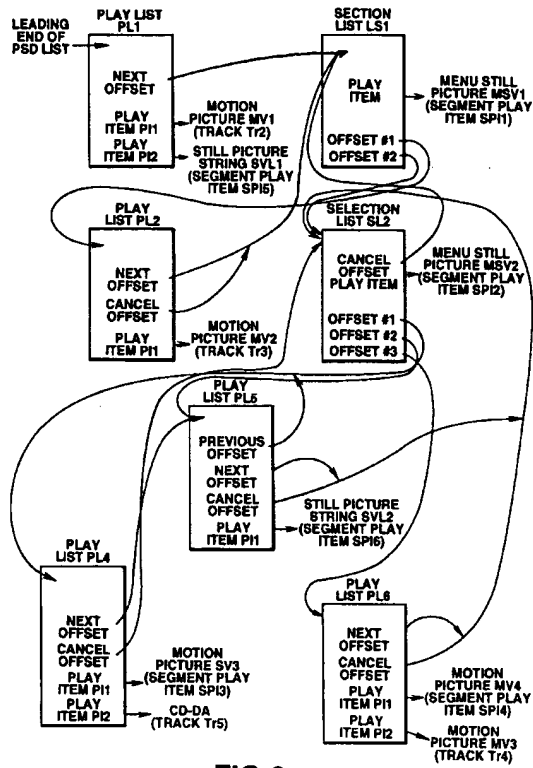 LEADING
END OF
PSD LIST
PLAY LIST
PL1
NEXT
OFFSET
PLAY
ITEM PI1
PLAY
ITEM PI2
MOTION
PICTURE MV1
(TRACK Tr2)
STILL PICTURE
STRING SVL1
(SEGMENT PLAY
ITEM SPI5)
SECTION
LIST LS1
PLAY
ITEM
OFFSET #1
OFFSET #2
MENU STILL
PICTURE MSV1
(SEGMENT PLAY
ITEM SPI1)
PLAY
LIST PL2
NEXT
OFFSET
CANCEL
OFFSET
PLAY
ITEM PI1
MOTION
PICTURE MV2
(TRACK Tr3)
SELECTION
LIST SL2
CANCEL
OFFSET
PLAY ITEM
OFFSET #1
OFFSET #2
OFFSET #3
MENU STILL
PICTURE MSV2
(SEGMENT PLAY
ITEM SPI2)
PLAY
LIST PL5
PREVIOUS
OFFSET
NEXT
OFFSET
CANCEL
OFFSET
PLAY
ITEM PI1
STILL PICTURE
STRING SVL2
(SEGMENT PLAY
ITEM SPI6)
PLAY
LIST PL4
NEXT
OFFSET
CANCEL
OFFSET
PLAY
ITEM PI1
PLAY
ITEM PI2
MOTION
PICTURE SV3
(SEGMENT PLAY
ITEM SPI3)
CD-DA
(TRACK Tr5)
PLAY
LIST PL6
NEXT
OFFSET
CANCEL
OFFSET
PLAY
ITEM PI1
PLAY
ITEM PI2
MOTION
PICTURE MV4
(SEGMENT PLAY
ITEM SPI4)
MOTION
PICTURE MV3
(TRACK Tr4)